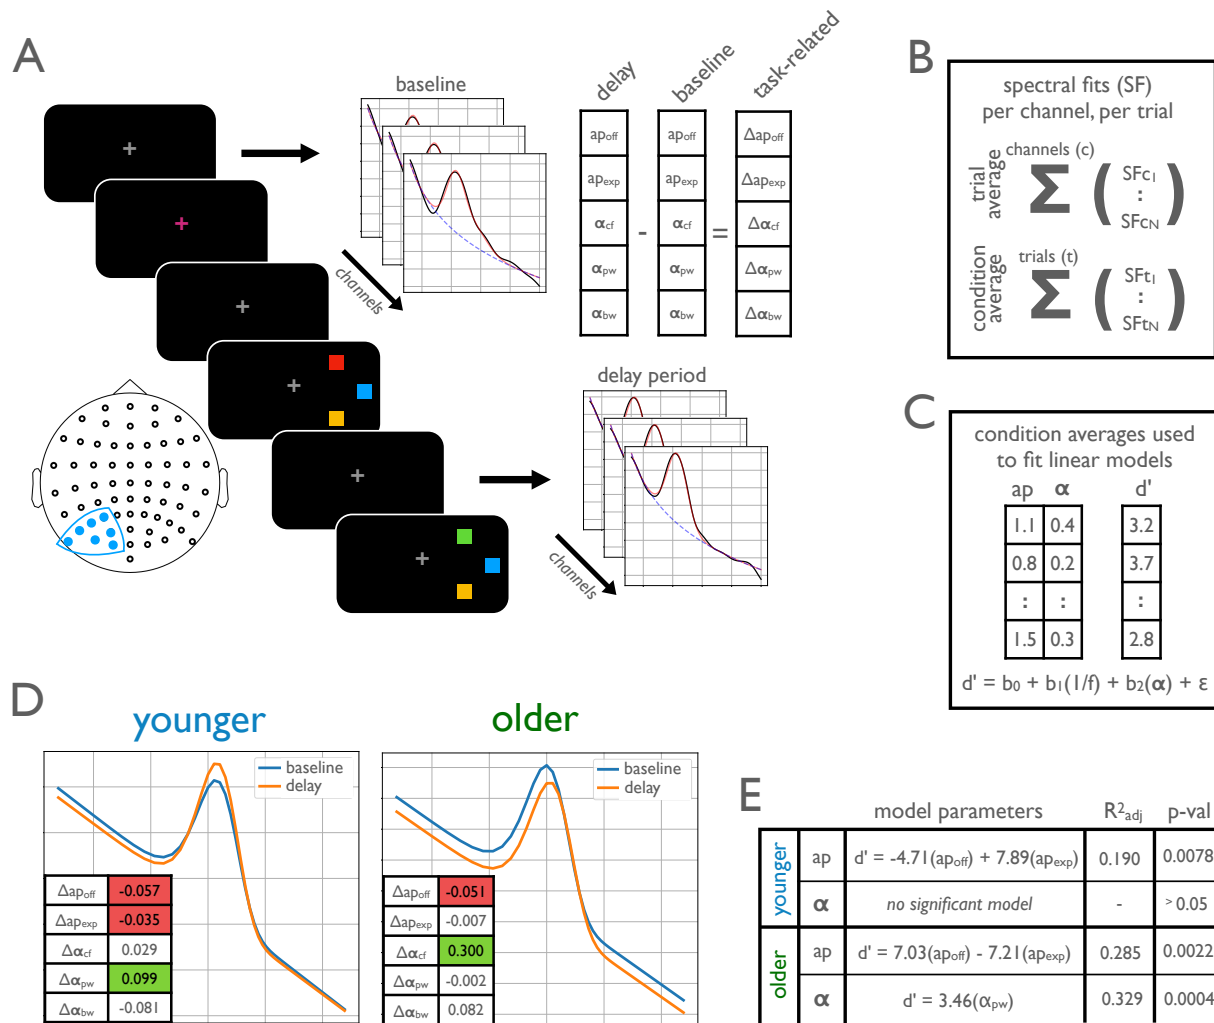 A
baseline
channels
delay
baseline
task-related
ap_off
ap_off
Δap_off
ap_exp
ap_exp
Δap_exp
α_cf - α_cf = Δα_cf
α_pw
α_pw
Δα_pw
α_bw
α_bw
Δα_bw
delay period
channels
B
spectral fits (SF)
per channel, per trial
trial
average
channels (c)
Σ
( SFc₁
:
SFc_N )
condition
average
trials (t)
Σ
( SFt₁
:
SFt_N )
C
condition averages used
to fit linear models
ap α d'
1.1 0.4 3.2
0.8 0.2 3.7
: : :
1.5 0.3 2.8
d' = b₀ + b₁(1/f) + b₂(α) + ε
D
younger
baseline
delay
Δap_off -0.057
Δap_exp -0.035
Δα_cf 0.029
Δα_pw 0.099
Δα_bw -0.081
older
baseline
delay
Δap_off -0.051
Δap_exp -0.007
Δα_cf 0.300
Δα_pw -0.002
Δα_bw 0.082
E
model parameters R²_adj p-val
younger
ap d' = -4.71(ap_off) + 7.89(ap_exp) 0.190 0.0078
α no significant model - > 0.05
older
ap d' = 7.03(ap_off) - 7.21(ap_exp) 0.285 0.0022
α d' = 3.46(α_pw) 0.329 0.0004